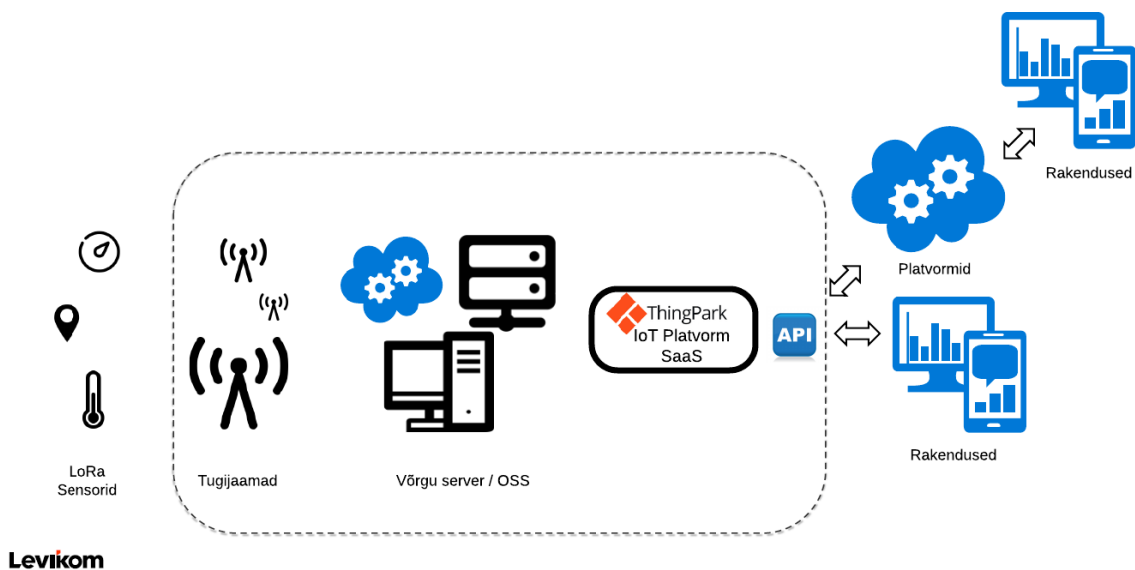 Rakendused
Platvormid
ThingPark
IoT Platvorm
SaaS
API
Rakendused
LoRa
Sensorid
Tugijaamad
Võrgu server / OSS
Levikom